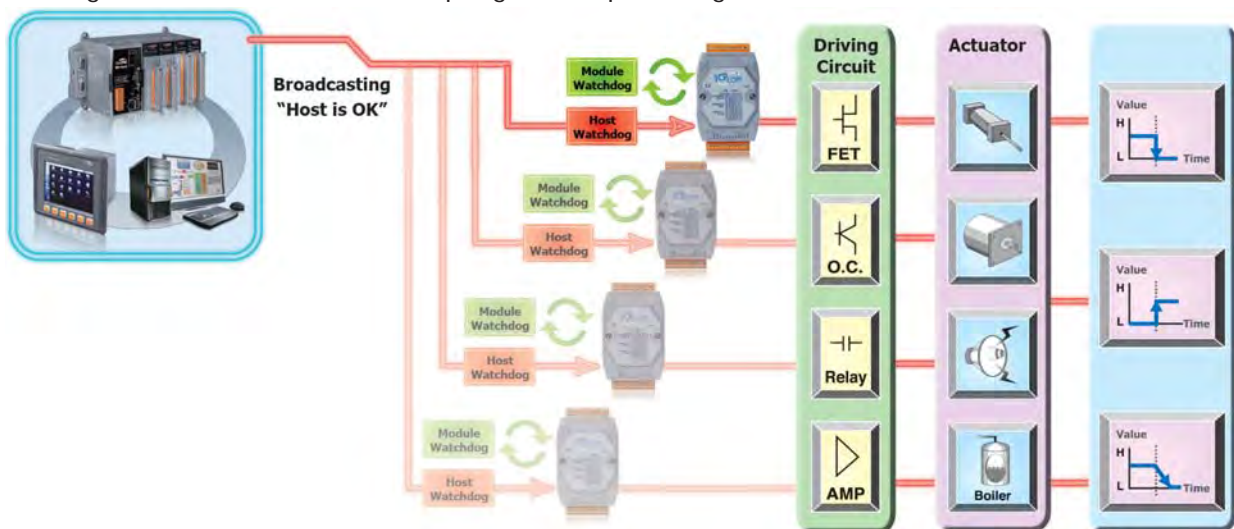 Broadcasting
"Host is OK"
Module
Watchdog
Host
Watchdog
Module
Watchdog
Host
Watchdog
Module
Watchdog
Host
Watchdog
Module
Watchdog
Host
Watchdog
Driving
Circuit
FET
O.C.
Relay
AMP
Actuator
Boiler
Value
H
L
Time
Value
H
L
Time
Value
H
L
Time